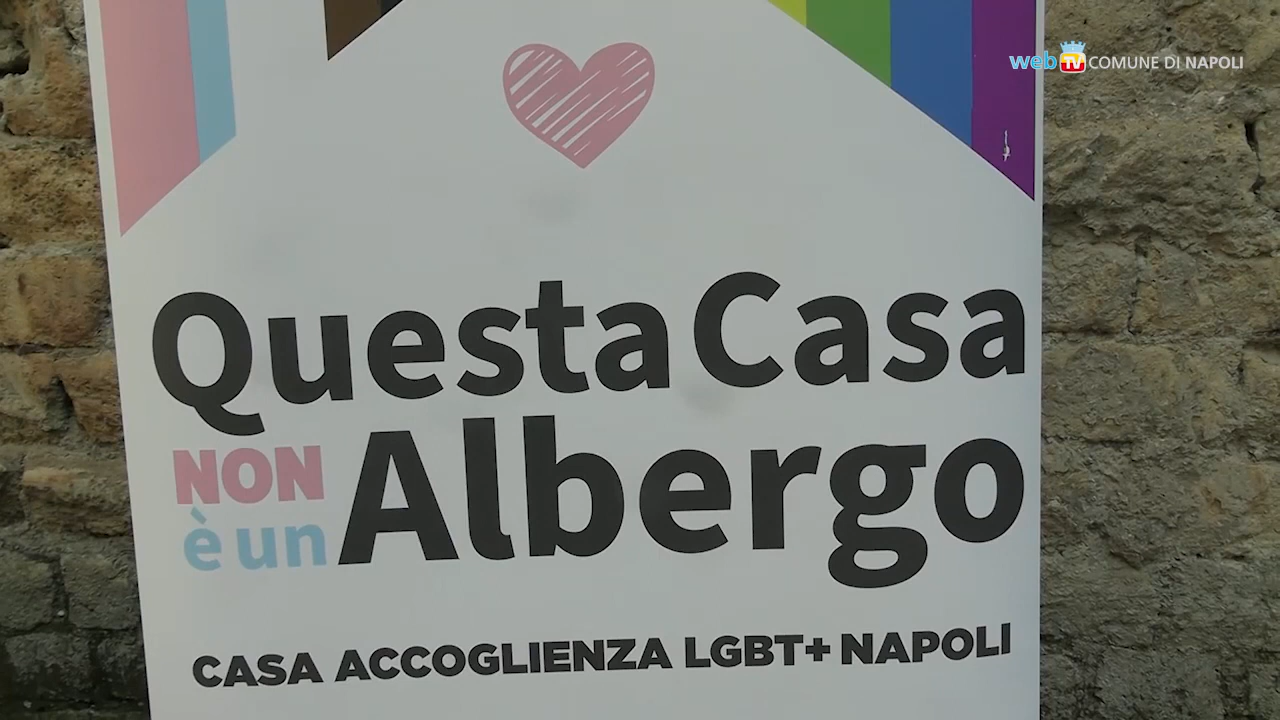 web TV COMUNE DI NAPOLI
Questa Casa
NON
è un Albergo
CASA ACCOGLIENZA LGBT+ NAPOLI